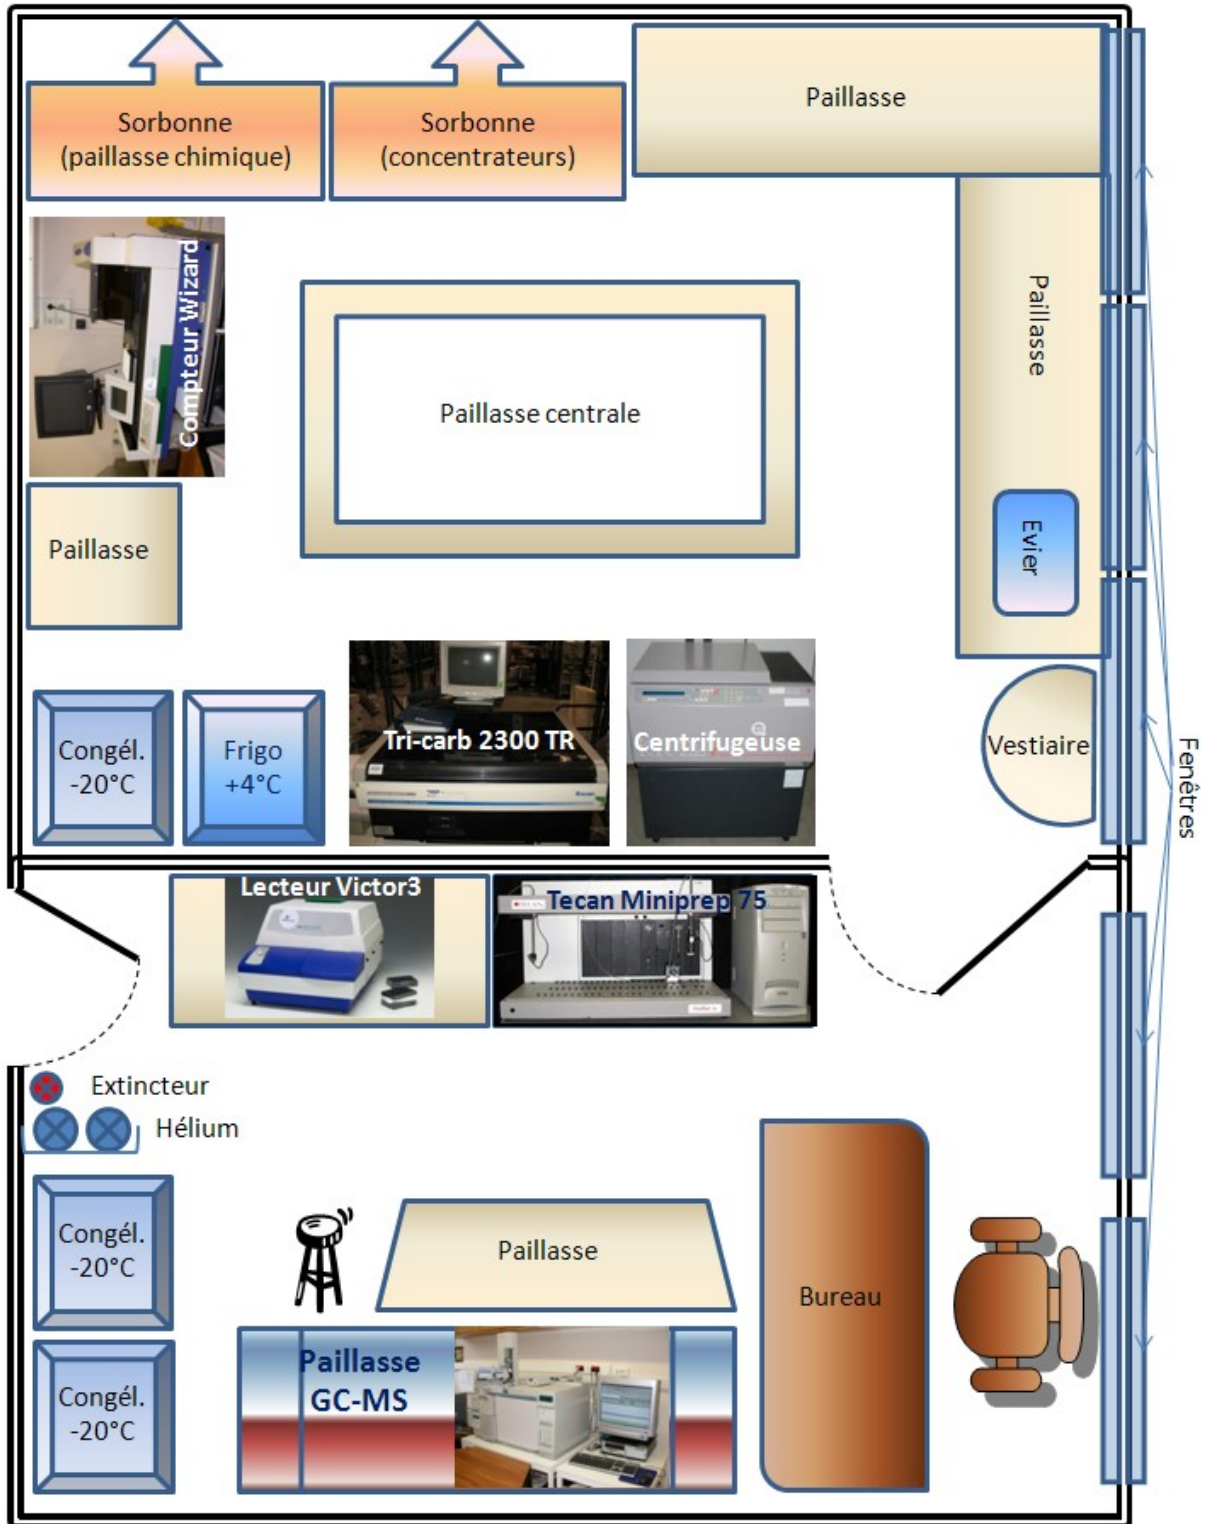 Sorbonne
(paillasse chimique)
Sorbonne
(concentrateurs)
Paillasse
Compteur Wizard
Paillasse centrale
Paillasse
Evier
Paillasse
Congél.
-20°C
Frigo
+4°C
Tri-carb 2300 TR
Centrifugeuse
Vestiaire
Fenêtres
Lecteur Victor3
Tecan Miniprep 75
TECAN
Extincteur
Hélium
Congél.
-20°C
Paillasse
Bureau
Congél.
-20°C
Paillasse
GC-MS